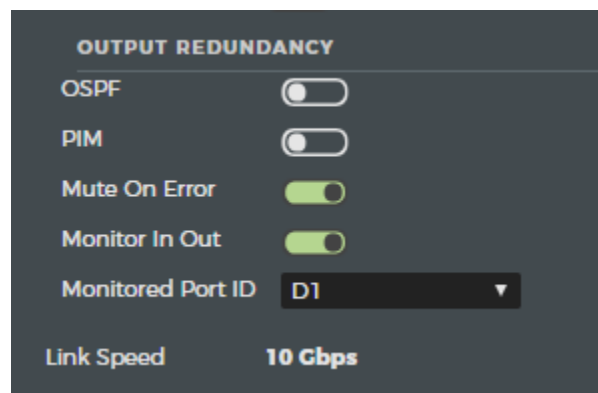 OUTPUT REDUNDANCY
OSPF
PIM
Mute On Error
Monitor In Out
Monitored Port ID D1
Link Speed 10 Gbps